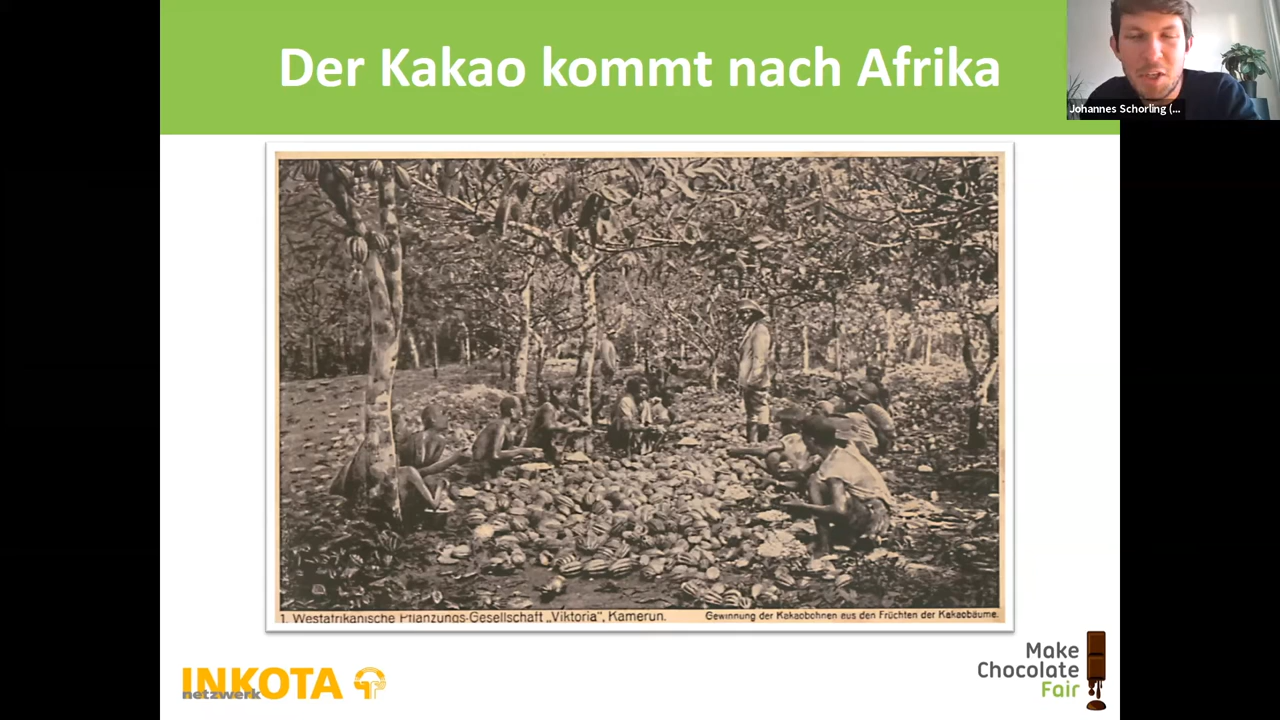 Der Kakao kommt nach Afrika
Johannes Schorling (...
1. Westafrikanische Pflanzungs-Gesellschaft „Viktoria“, Kamerun.
Gewinnung der Kakaobohnen aus den Früchten der Kakaobäume.
INKOTA
netzwerk
Make
Chocolate
Fair